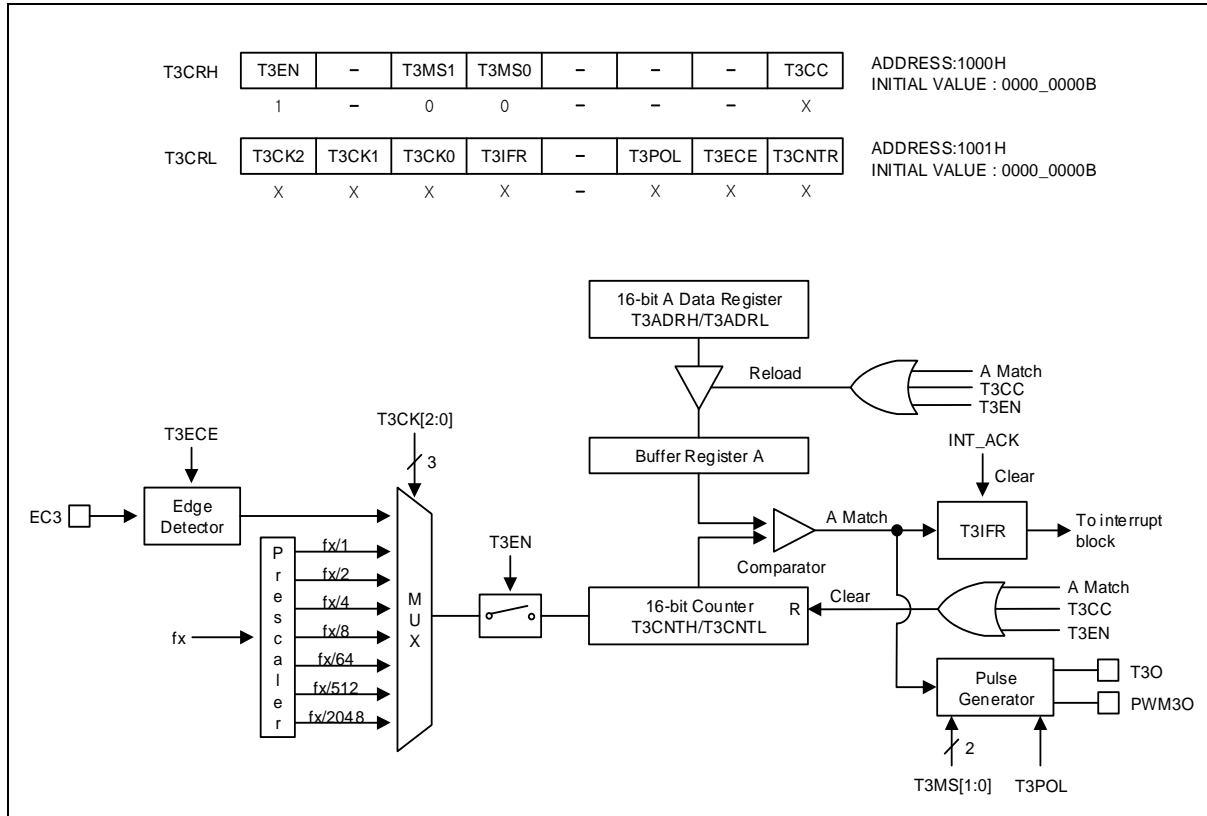 T3CRH T3EN – T3MS1 T3MS0 – – – T3CC
ADDRESS:1000H
INITIAL VALUE : 0000_0000B
1 – 0 0 – – – X
T3CRL T3CK2 T3CK1 T3CK0 T3IFR – T3POL T3ECE T3CNTR
ADDRESS:1001H
INITIAL VALUE : 0000_0000B
X X X X – X X X
16-bit A Data Register
T3ADRH/T3ADRL
Reload
A Match
T3CC
T3EN
T3CK[2:0]
3
T3ECE
Buffer Register A
INT_ACK
Clear
EC3
Edge
Detector
A Match
T3IFR
To interrupt
block
Comparator
Prescaler
fx/1
fx/2
fx/4
fx/8
fx/64
fx/512
fx/2048
fx
MUX
T3EN
16-bit Counter
T3CNTH/T3CNTL
R
Clear
A Match
T3CC
T3EN
Pulse
Generator
T3O
PWM3O
2
T3MS[1:0]
T3POL